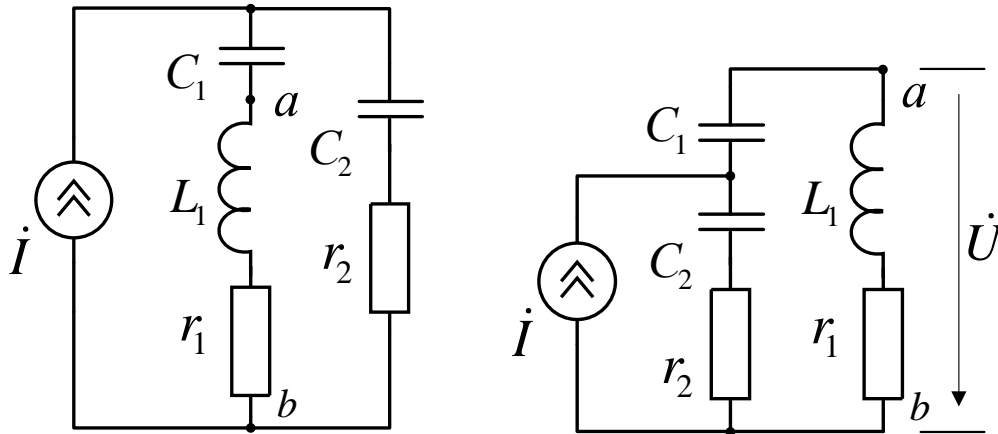 C₁
a
C₂
L₁
İ
r₂
r₁
b
a
C₁
L₁
U̇
C₂
İ
r₁
r₂
b